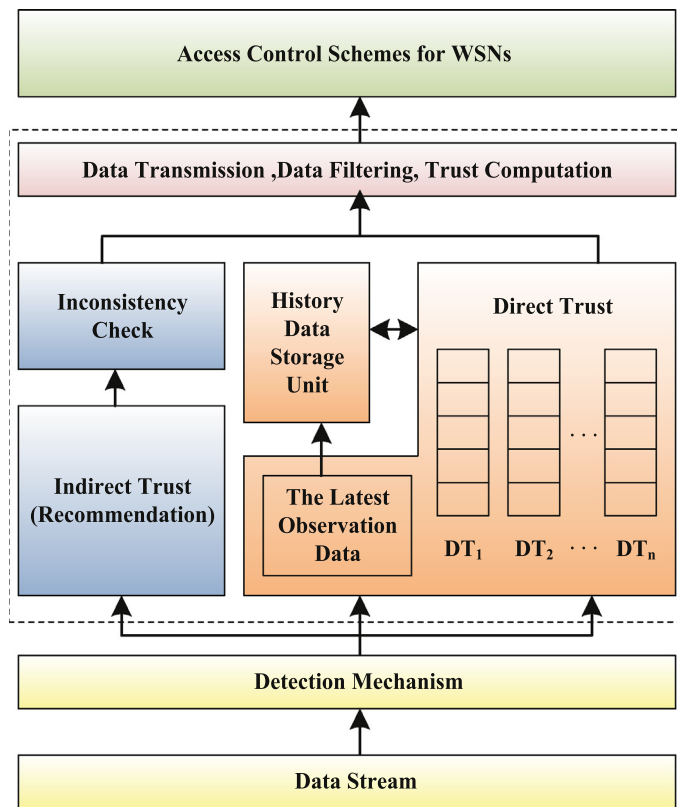 Access Control Schemes for WSNs
Data Transmission ,Data Filtering, Trust Computation
Inconsistency
Check
History
Data
Storage
Unit
Direct Trust
Indirect Trust
(Recommendation)
The Latest
Observation
Data
. . .
DT₁ DT₂ · · · DTₙ
Detection Mechanism
Data Stream